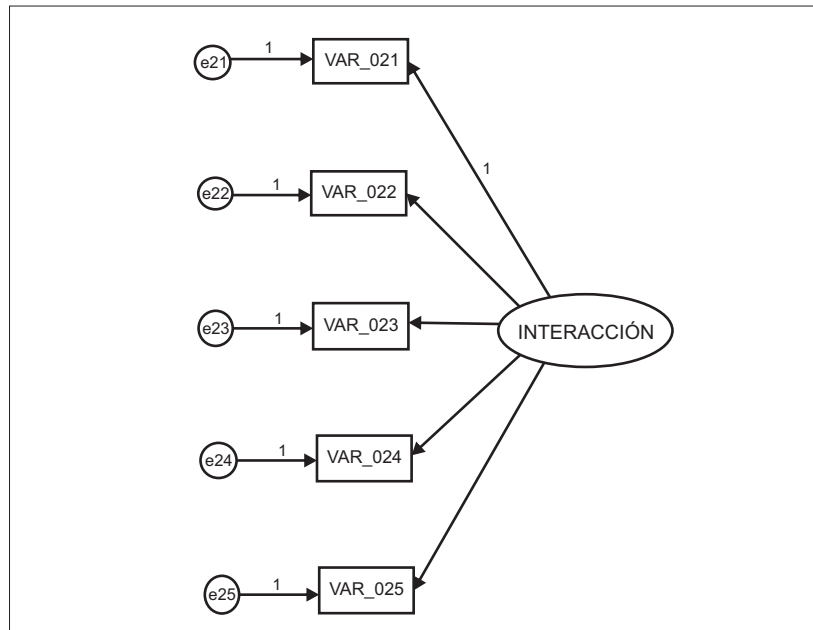 e21
1
VAR_021
1
e22
1
VAR_022
e23
1
VAR_023
INTERACCIÓN
e24
1
VAR_024
e25
1
VAR_025